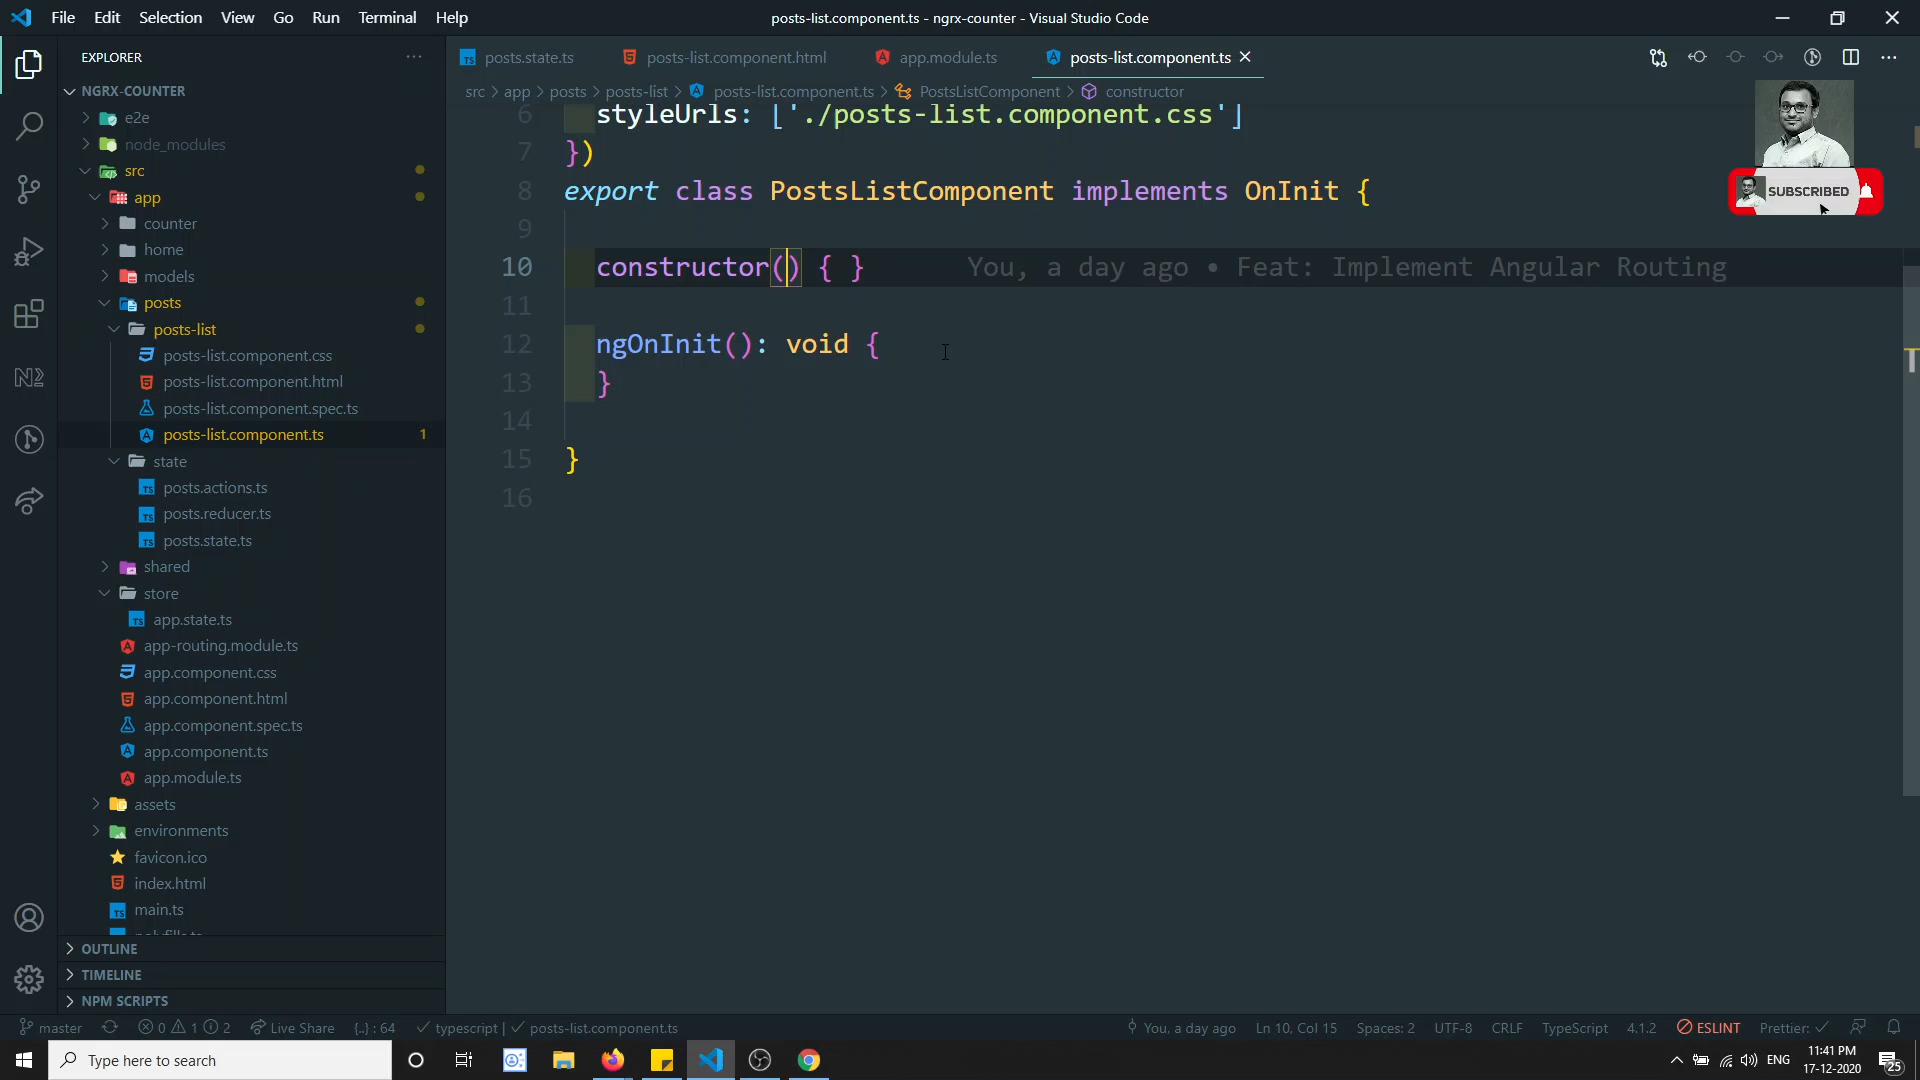 File Edit Selection View Go Run Terminal Help
posts-list.component.ts - ngrx-counter - Visual Studio Code
EXPLORER
posts.state.ts
posts-list.component.html
app.module.ts
posts-list.component.ts
src > app > posts > posts-list > posts-list.component.ts > PostsListComponent > constructor
NGRX-COUNTER
e2e
node_modules
src
app
counter
home
models
posts
posts-list
posts-list.component.css
posts-list.component.html
posts-list.component.spec.ts
posts-list.component.ts 1
state
posts.actions.ts
posts.reducer.ts
posts.state.ts
shared
store
app.state.ts
app-routing.module.ts
app.component.css
app.component.html
app.component.spec.ts
app.component.ts
app.module.ts
assets
environments
favicon.ico
index.html
main.ts
OUTLINE
TIMELINE
NPM SCRIPTS
6 styleUrls: ['./posts-list.component.css']
7 })
8 export class PostsListComponent implements OnInit {
9
10 constructor() { } You, a day ago • Feat: Implement Angular Routing
11
12 ngOnInit(): void {
13 }
14
15 }
16
SUBSCRIBED
master 0 1 2 Live Share {..} : 64 typescript | posts-list.component.ts
You, a day ago Ln 10, Col 15 Spaces: 2 UTF-8 CRLF TypeScript 4.1.2 ESLINT Prettier:
Type here to search
ENG
11:41 PM
17-12-2020
25